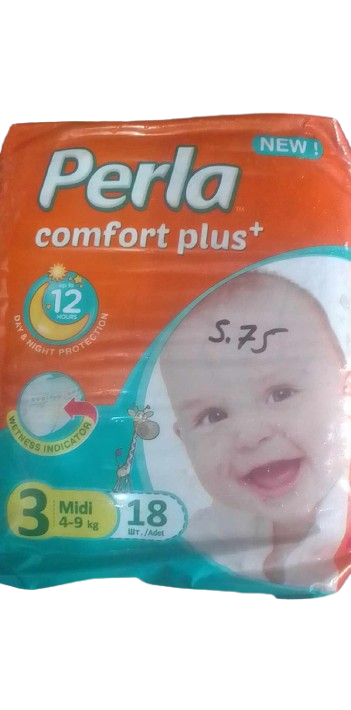 NEW !
Perla
comfort plus+
up to
12
HOURS
DAY & NIGHT PROTECTION
5.75
WETNESS INDICATOR
3
Midi
4-9 kg
18
шт./Adet